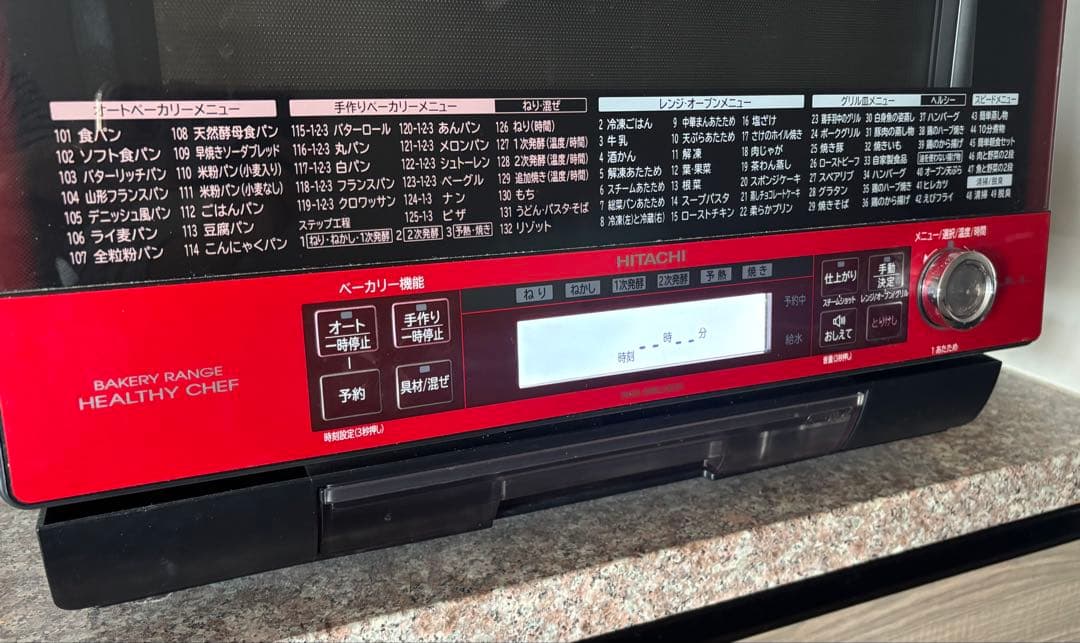 オートベーカリーメニュー
101 食パン
102 ソフト食パン
103 バターリッチパン
104 山形フランスパン
105 デニッシュ風パン
106 ライ麦パン
107 全粒粉パン
108 天然酵母食パン
109 早焼きソーダブレッド
110 米粉パン(小麦入り)
111 米粉パン(小麦なし)
112 ごはんパン
113 豆腐パン
114 こんにゃくパン
手作りベーカリーメニュー
115-1・2・3 バターロール
116-1・2・3 丸パン
117-1・2・3 白パン
118-1・2・3 フランスパン
119-1・2・3 クロワッサン
120-1・2・3 あんパン
121-1・2・3 メロンパン
122-1・2・3 シュトーレン
123-1・2・3 ベーグル
124-1・3 ナン
125-1・3 ピザ
ステップ工程
1 ねり・ねかし・1次発酵 2 2次発酵 3 予熱・焼き
ねり・混ぜ
126 ねり(時間)
127 1次発酵(温度/時間)
128 2次発酵(温度/時間)
129 追加焼き(温度/時間)
130 もち
131 うどん・パスタ・そば
132 リゾット
レンジ・オーブンメニュー
2 冷凍ごはん
3 牛乳
4 酒かん
5 解凍あたため
6 スチームあたため
7 総菜パンあたため
8 冷凍(左)と冷蔵(右)
9 中華まんあたため
10 天ぷらあたため
11 解凍
12 葉・果菜
13 根菜
14 スープパスタ
15 ローストチキン
16 塩ざけ
17 さけのホイル焼き
18 肉じゃが
19 茶わん蒸し
20 スポンジケーキ
21 蒸しチョコレートケーキ
22 柔らかプリン
グリル皿メニュー
24 ポークグリル
25 焼き豚
26 ローストビーフ
27 スペアリブ
28 グラタン
29 焼きそば
30 白身魚の姿蒸し
31 豚肉の蒸し物
32 焼きいも
33 自家製食品
34 ハンバーグ
35 鶏のハーブ焼き
36 鶏のから揚げ
ヘルシー
37 ハンバーグ
38 鶏のハーブ焼き
39 鶏のから揚げ
油を使わない揚げ物
40 オーブン天ぷら
41 ヒレカツ
42 えびフライ
スピードメニュー
43 簡単蒸し物
44 10分煮物
45 簡単朝食セット
46 肉と野菜の2段
47 魚と野菜の2段
清掃/脱臭
48 清掃 49 脱臭
HITACHI
メニュー/選択/温度/時間
ベーカリー機能
オート
一時停止
手作り
一時停止
予約
具材/混ぜ
時刻設定(3秒押し)
ねり ねかし 1次発酵 2次発酵 予熱 焼き
予約中
給水
時刻 -- 時 -- 分
仕上がり
スチームショット
手動
決定
レンジ/オーブン/グリル
おしえて
音量(3秒押し)
とりけし
1 あたため
BAKERY RANGE
HEALTHY CHEF